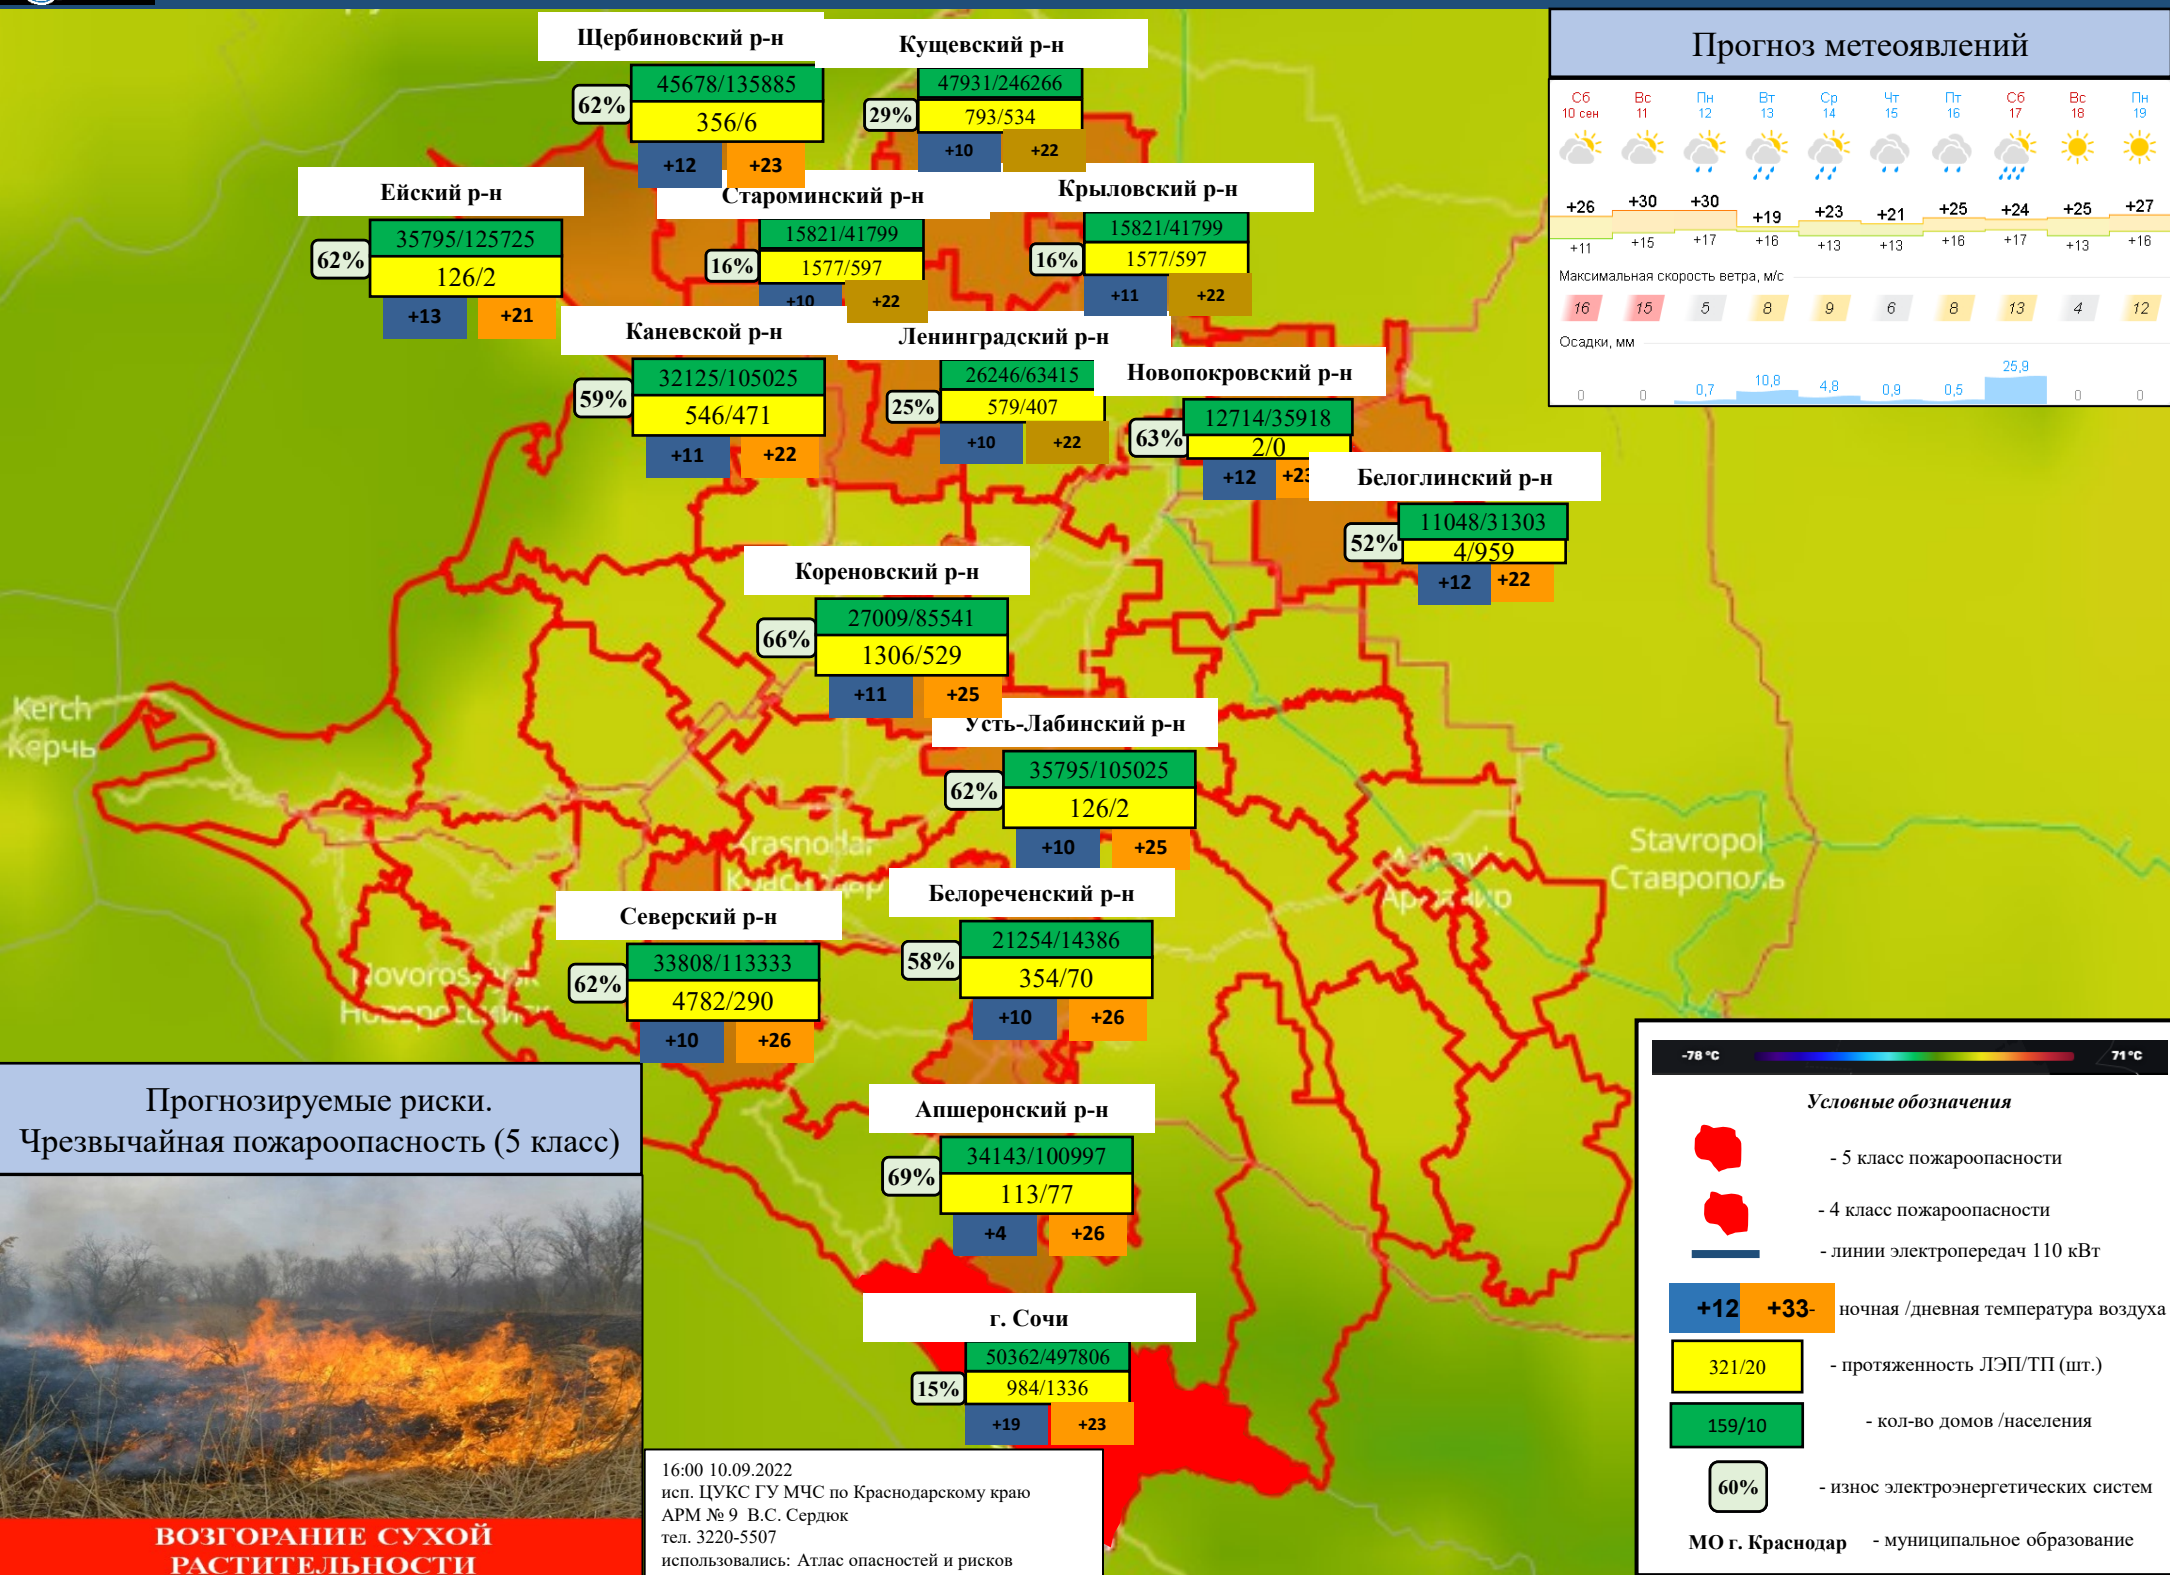 Щербиновский р-н
45678/135885
62%
356/6
+12
+23
Кущевский р-н
47931/246266
29%
793/534
+10
+22
Ейский р-н
35795/125725
62%
126/2
+13
+21
Староминский р-н
15821/41799
16%
1577/597
+10
+22
Крыловский р-н
15821/41799
16%
1577/597
+11
+22
Каневской р-н
32125/105025
59%
546/471
+11
+22
Ленинградский р-н
26246/63415
25%
579/407
+10
+22
Новопокровский р-н
12714/35918
63%
2/0
+12
+23
Белоглинский р-н
11048/31303
52%
4/959
+12
+22
Кореновский р-н
27009/85541
66%
1306/529
+11
+25
Усть-Лабинский р-н
35795/105025
62%
126/2
+10
+25
Белореченский р-н
21254/14386
58%
354/70
+10
+26
Северский р-н
33808/113333
62%
4782/290
+10
+26
Апшеронский р-н
34143/100997
69%
113/77
+4
+26
г. Сочи
50362/497806
15%
984/1336
+19
+23
Kerch
Керчь
Krasnodar
Stavropol
Ставрополь
Прогноз метеоявлений
Сб Вс Пн Вт Ср Чт Пт Сб Вс Пн
10 сен 11 12 13 14 15 16 17 18 19
+26 +30 +30 +19 +23 +21 +25 +24 +25 +27
+11 +15 +17 +16 +13 +13 +16 +17 +13 +16
Максимальная скорость ветра, м/с
16 15 5 8 9 6 8 13 4 12
Осадки, мм
0 0 0,7 10,8 4,8 0,9 0,5 25,9 0 0
Прогнозируемые риски.
Чрезвычайная пожароопасность (5 класс)
ВОЗГОРАНИЕ СУХОЙ
РАСТИТЕЛЬНОСТИ
16:00 10.09.2022
исп. ЦУКС ГУ МЧС по Краснодарскому краю
АРМ № 9 В.С. Сердюк
тел. 3220-5507
использовались: Атлас опасностей и рисков
-78 °C 71 °C
Условные обозначения
- 5 класс пожароопасности
- 4 класс пожароопасности
- линии электропередач 110 кВт
+12 +33- ночная /дневная температура воздуха
321/20 - протяженность ЛЭП/ТП (шт.)
159/10 - кол-во домов /населения
60% - износ электроэнергетических систем
МО г. Краснодар - муниципальное образование